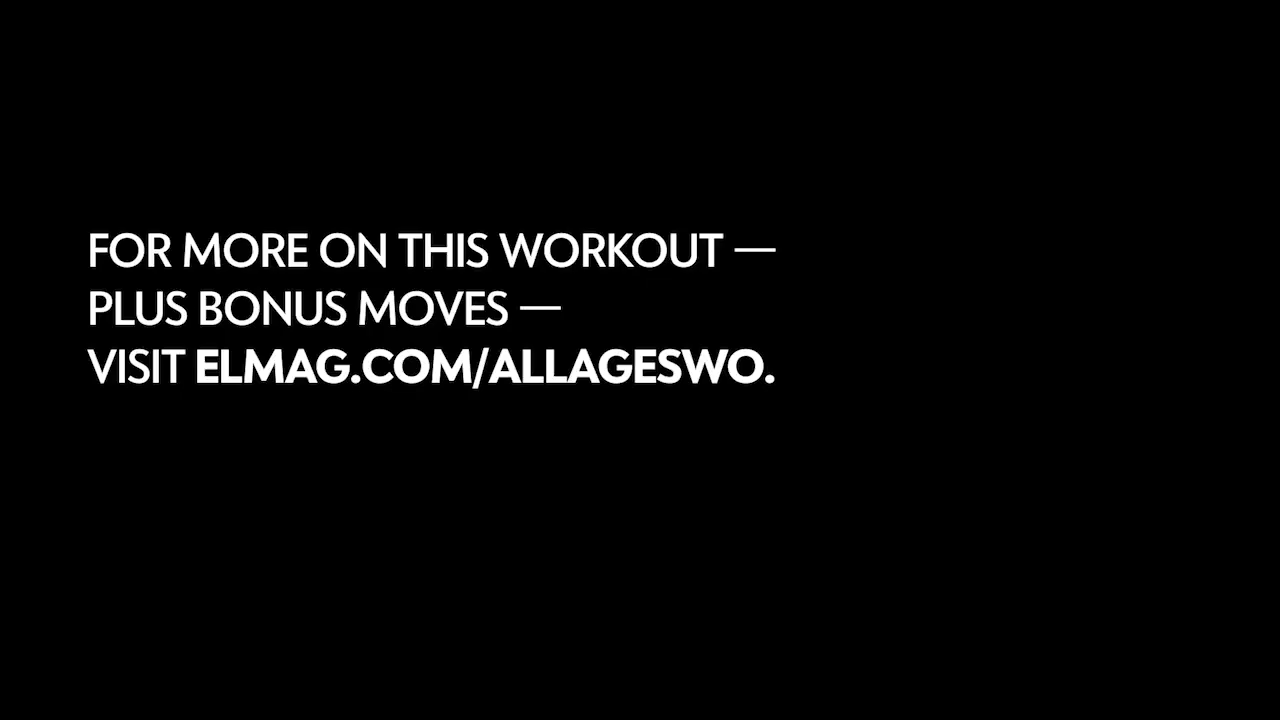 FOR MORE ON THIS WORKOUT —
PLUS BONUS MOVES —
VISIT ELMAG.COM/ALLAGESWO.